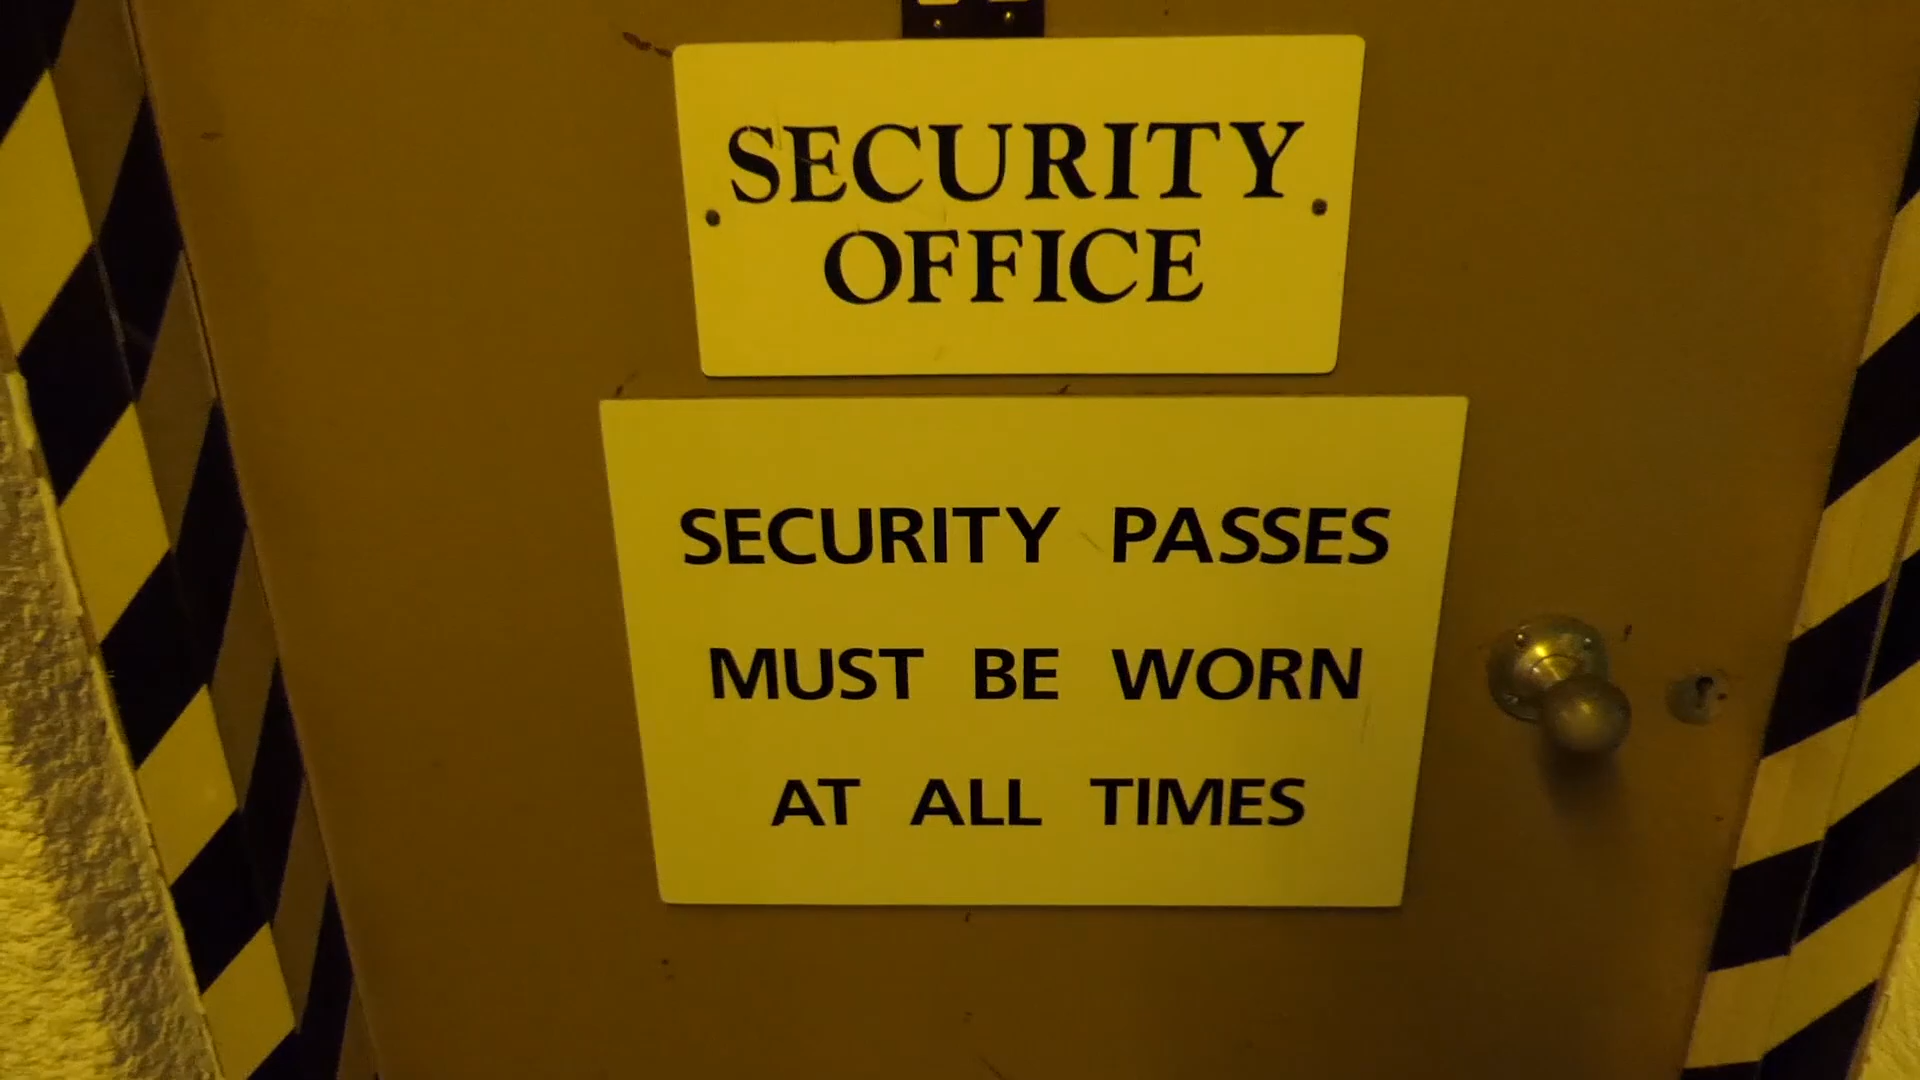 SECURITY
OFFICE
SECURITY PASSES
MUST BE WORN
AT ALL TIMES